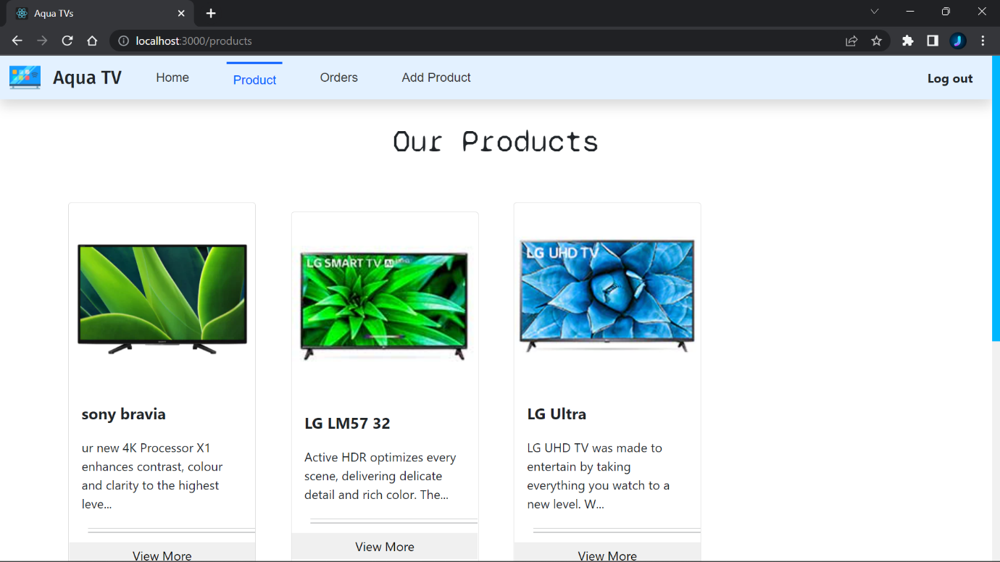 Aqua TVs
localhost:3000/products
Aqua TV
Home
Product
Orders
Add Product
Log out
Our Products
LG SMART TV AI
LG UHD TV
sony bravia
ur new 4K Processor X1
enhances contrast, colour
and clarity to the highest
leve...
View More
LG LM57 32
Active HDR optimizes every
scene, delivering delicate
detail and rich color. The...
View More
LG Ultra
LG UHD TV was made to
entertain by taking
everything you watch to a
new level. W...
View More